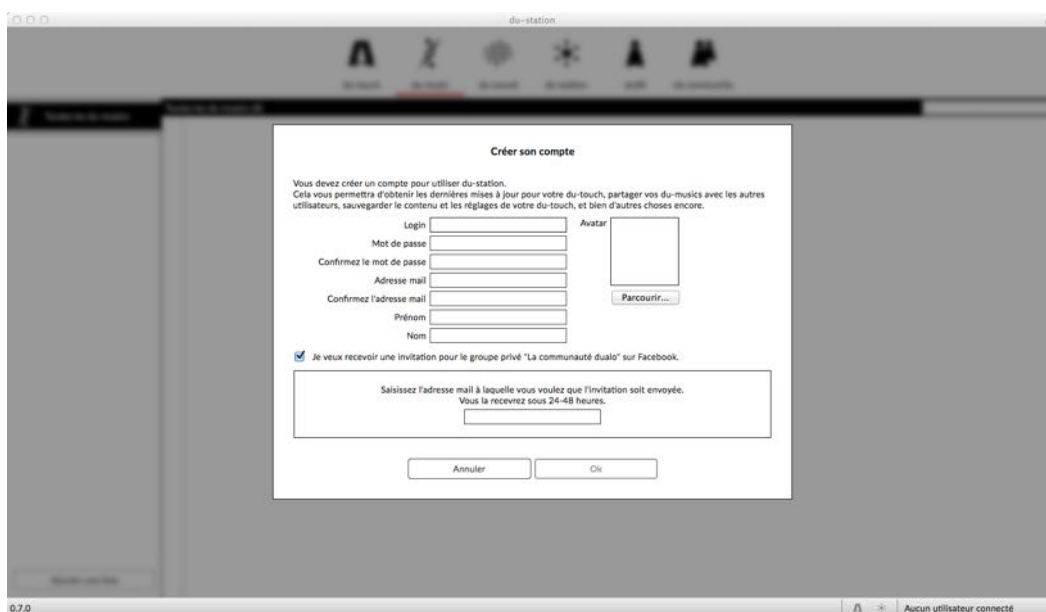 du-station
Créer son compte
Vous devez créer un compte pour utiliser du-station.
Cela vous permettra d'obtenir les dernières mises à jour pour votre du-touch, partager vos du-musics avec les autres
utilisateurs, sauvegarder le contenu et les réglages de votre du-touch, et bien d'autres choses encore.
Login
Avatar
Mot de passe
Confirmez le mot de passe
Adresse mail
Confirmez l'adresse mail
Parcourir...
Prénom
Nom
Je veux recevoir une invitation pour le groupe privé "La communauté dualo" sur Facebook.
Saisissez l'adresse mail à laquelle vous voulez que l'invitation soit envoyée.
Vous la recevrez sous 24-48 heures.
Annuler
Ok
0.7.0
Aucun utilisateur connecté